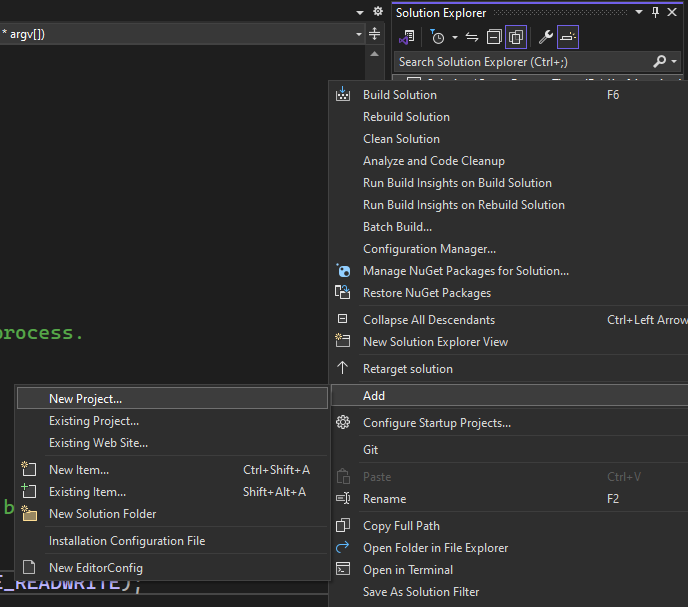 Solution Explorer
* argv[])
Search Solution Explorer (Ctrl+;)
Build Solution F6
Rebuild Solution
Clean Solution
Analyze and Code Cleanup
Run Build Insights on Build Solution
Run Build Insights on Rebuild Solution
Batch Build...
Configuration Manager...
Manage NuGet Packages for Solution...
Restore NuGet Packages
Collapse All Descendants Ctrl+Left Arrow
New Solution Explorer View
Retarget solution
Add
Configure Startup Projects...
Git
Paste Ctrl+V
Rename F2
Copy Full Path
Open Folder in File Explorer
Open in Terminal
Save As Solution Filter
process.
New Project...
Existing Project...
Existing Web Site...
New Item... Ctrl+Shift+A
Existing Item... Shift+Alt+A
New Solution Folder
Installation Configuration File
New EditorConfig
b
E_READWRITE);